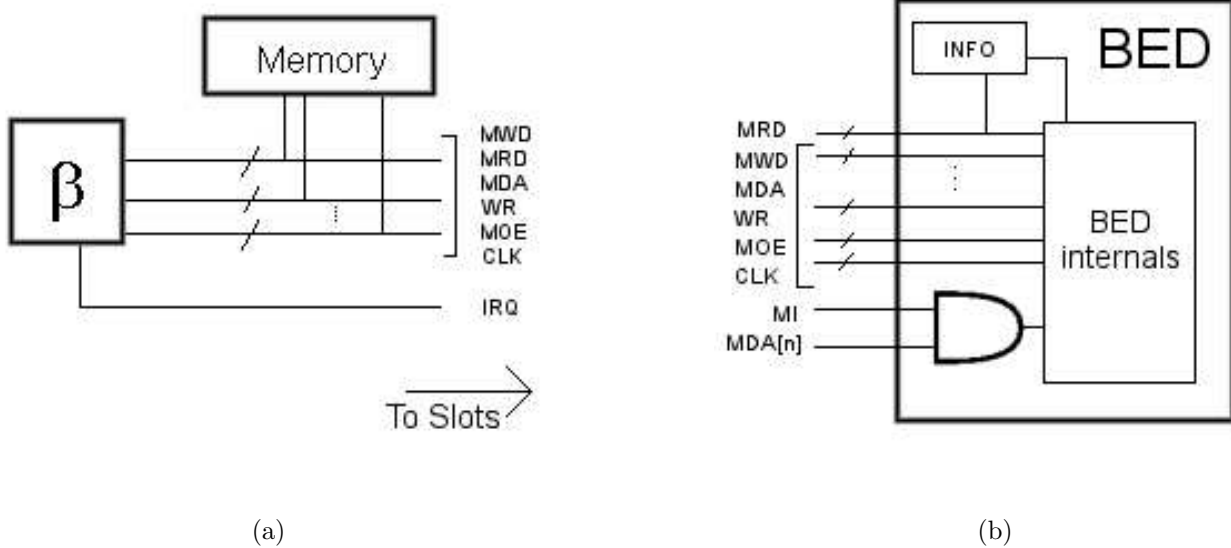 Memory
β
MWD
MRD
MDA
WR
MOE
CLK
IRQ
To Slots
(a)
BED
INFO
MRD
MWD
MDA
WR
MOE
CLK
MI
MDA[n]
BED
internals
(b)